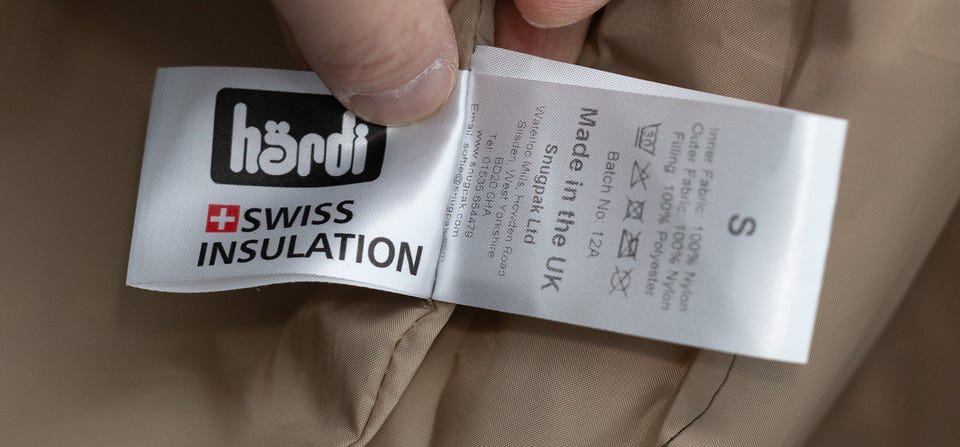 härdi
SWISS
INSULATION
S
Inner Fabric: 100% Nylon
Outer Fabric: 100% Nylon
Filling: 100% Polyester
Batch No. 12A
Made in the UK
Snugpak Ltd
Waterloo Mills, Howden Road
Silsden, West Yorkshire
BD20 0HA
Tel: 01535 654479
www.snugpak.com
Email: sortie@snugpak.com